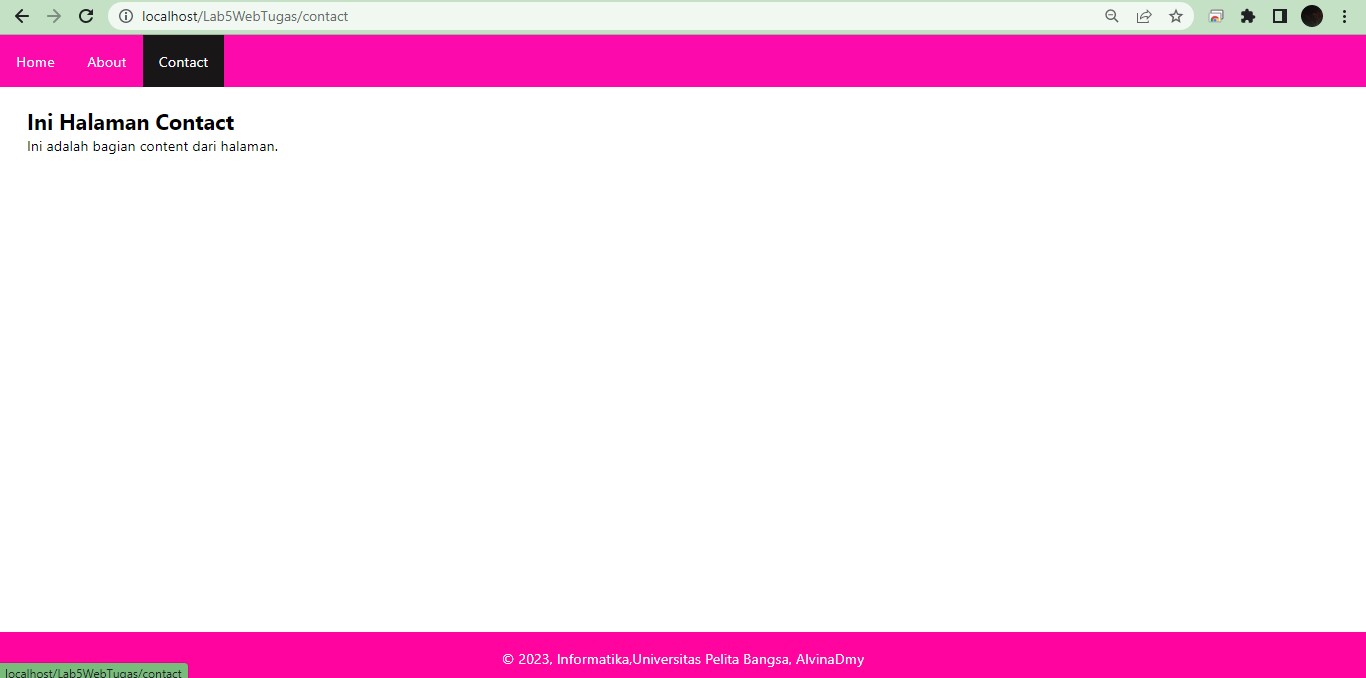 localhost/Lab5WebTugas/contact
Home About Contact
Ini Halaman Contact
Ini adalah bagian content dari halaman.
© 2023, Informatika,Universitas Pelita Bangsa, AlvinaDmy
localhost/Lab5WebTugas/contact